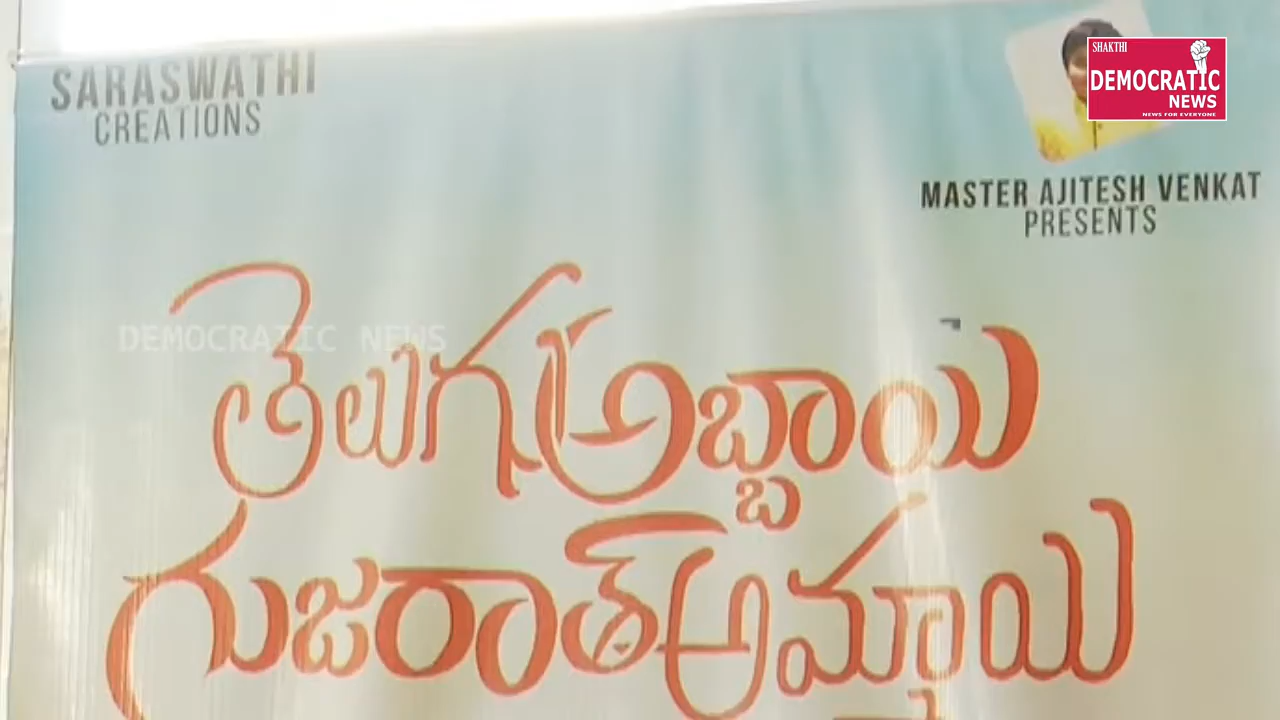 SARASWATHI
CREATIONS
SHAKTHI
DEMOCRATIC
NEWS
NEWS FOR EVERYONE
MASTER AJITESH VENKAT
PRESENTS
DEMOCRATIC NEWS
తెలుగు అబ్బాయి
గుజరాత్ అమ్మాయి